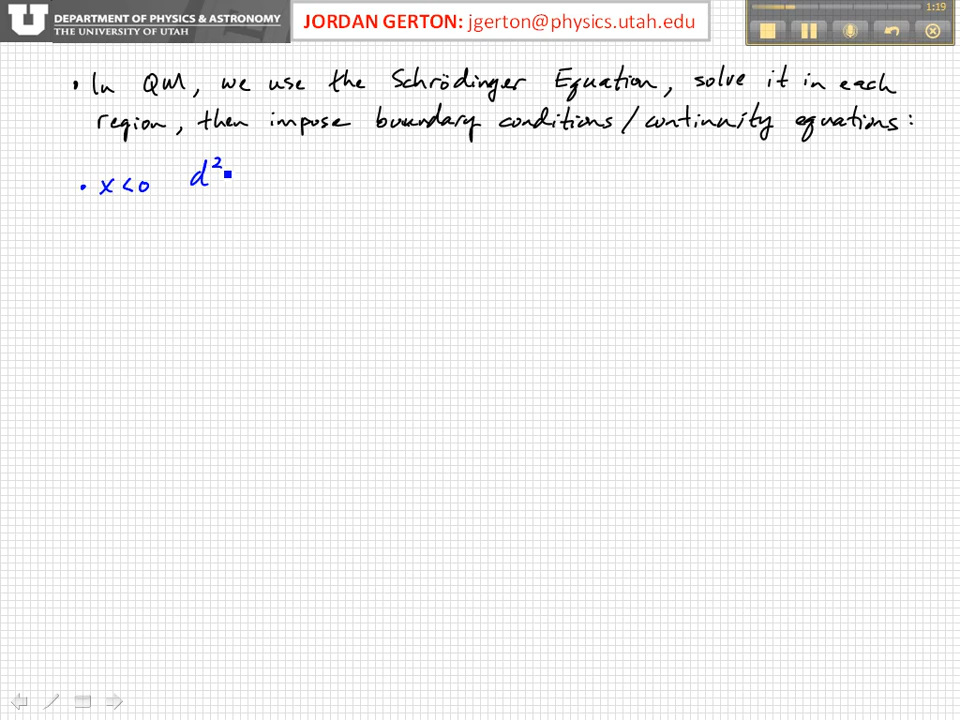 U DEPARTMENT OF PHYSICS & ASTRONOMY
THE UNIVERSITY OF UTAH
JORDAN GERTON: jgerton@physics.utah.edu
1:19
• In QM, we use the Schrödinger Equation, solve it in each
region, then impose boundary conditions/continuity equations:
• x<0 d²